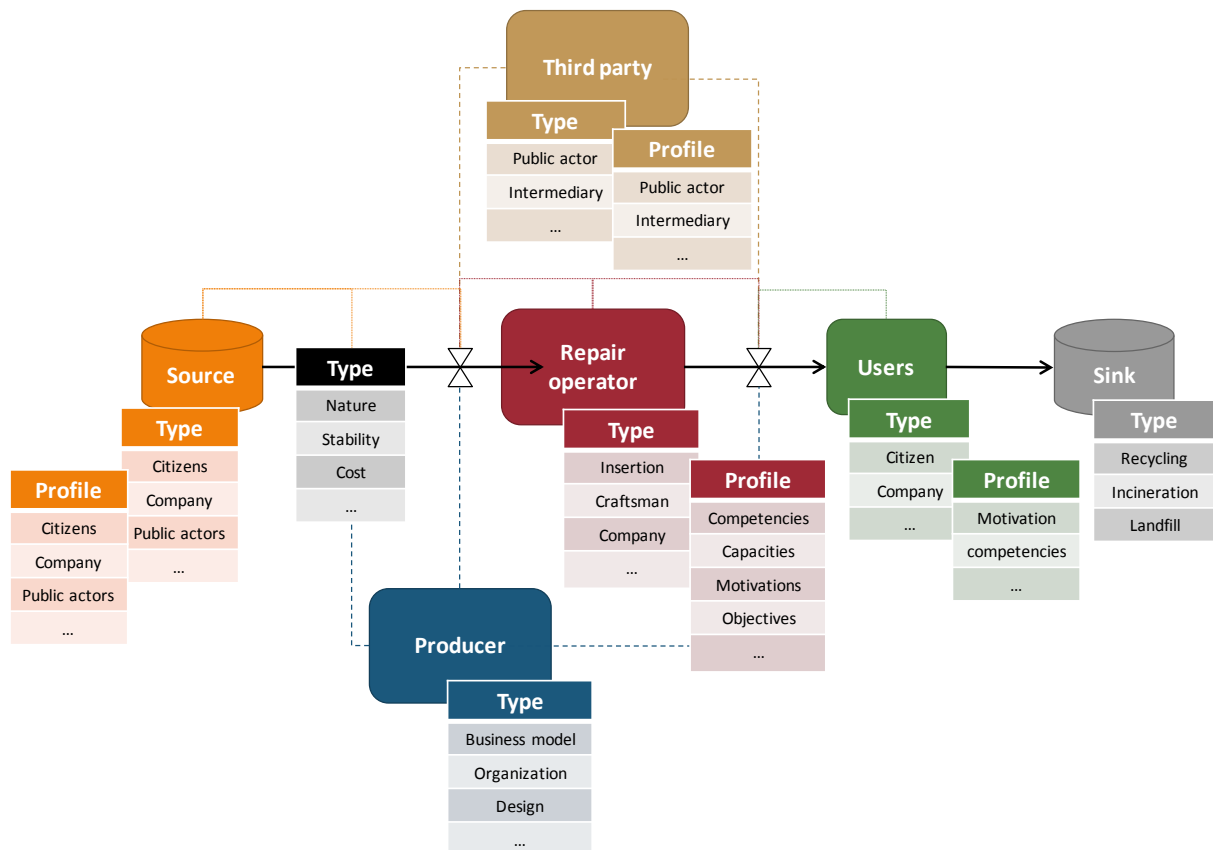 Third party
Type
Public actor
Intermediary
...
Profile
Public actor
Intermediary
...
Source
Type
Citizens
Company
Public actors
...
Profile
Citizens
Company
Public actors
...
Type
Nature
Stability
Cost
...
Repair
operator
Type
Insertion
Craftsman
Company
...
Profile
Competencies
Capacities
Motivations
Objectives
...
Users
Type
Citizen
Company
...
Profile
Motivation
competencies
...
Sink
Type
Recycling
Incineration
Landfill
Producer
Type
Business model
Organization
Design
...